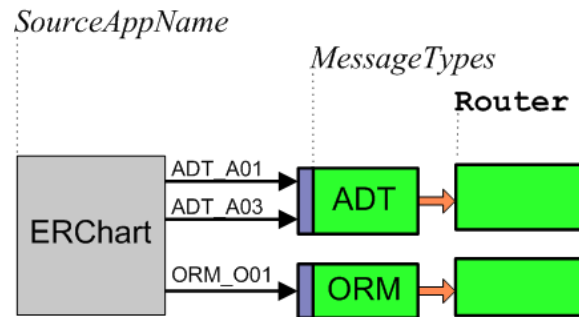 SourceAppName
MessageTypes
Router
ADT_A01
ADT_A03
ADT
ERChart
ORM_O01
ORM